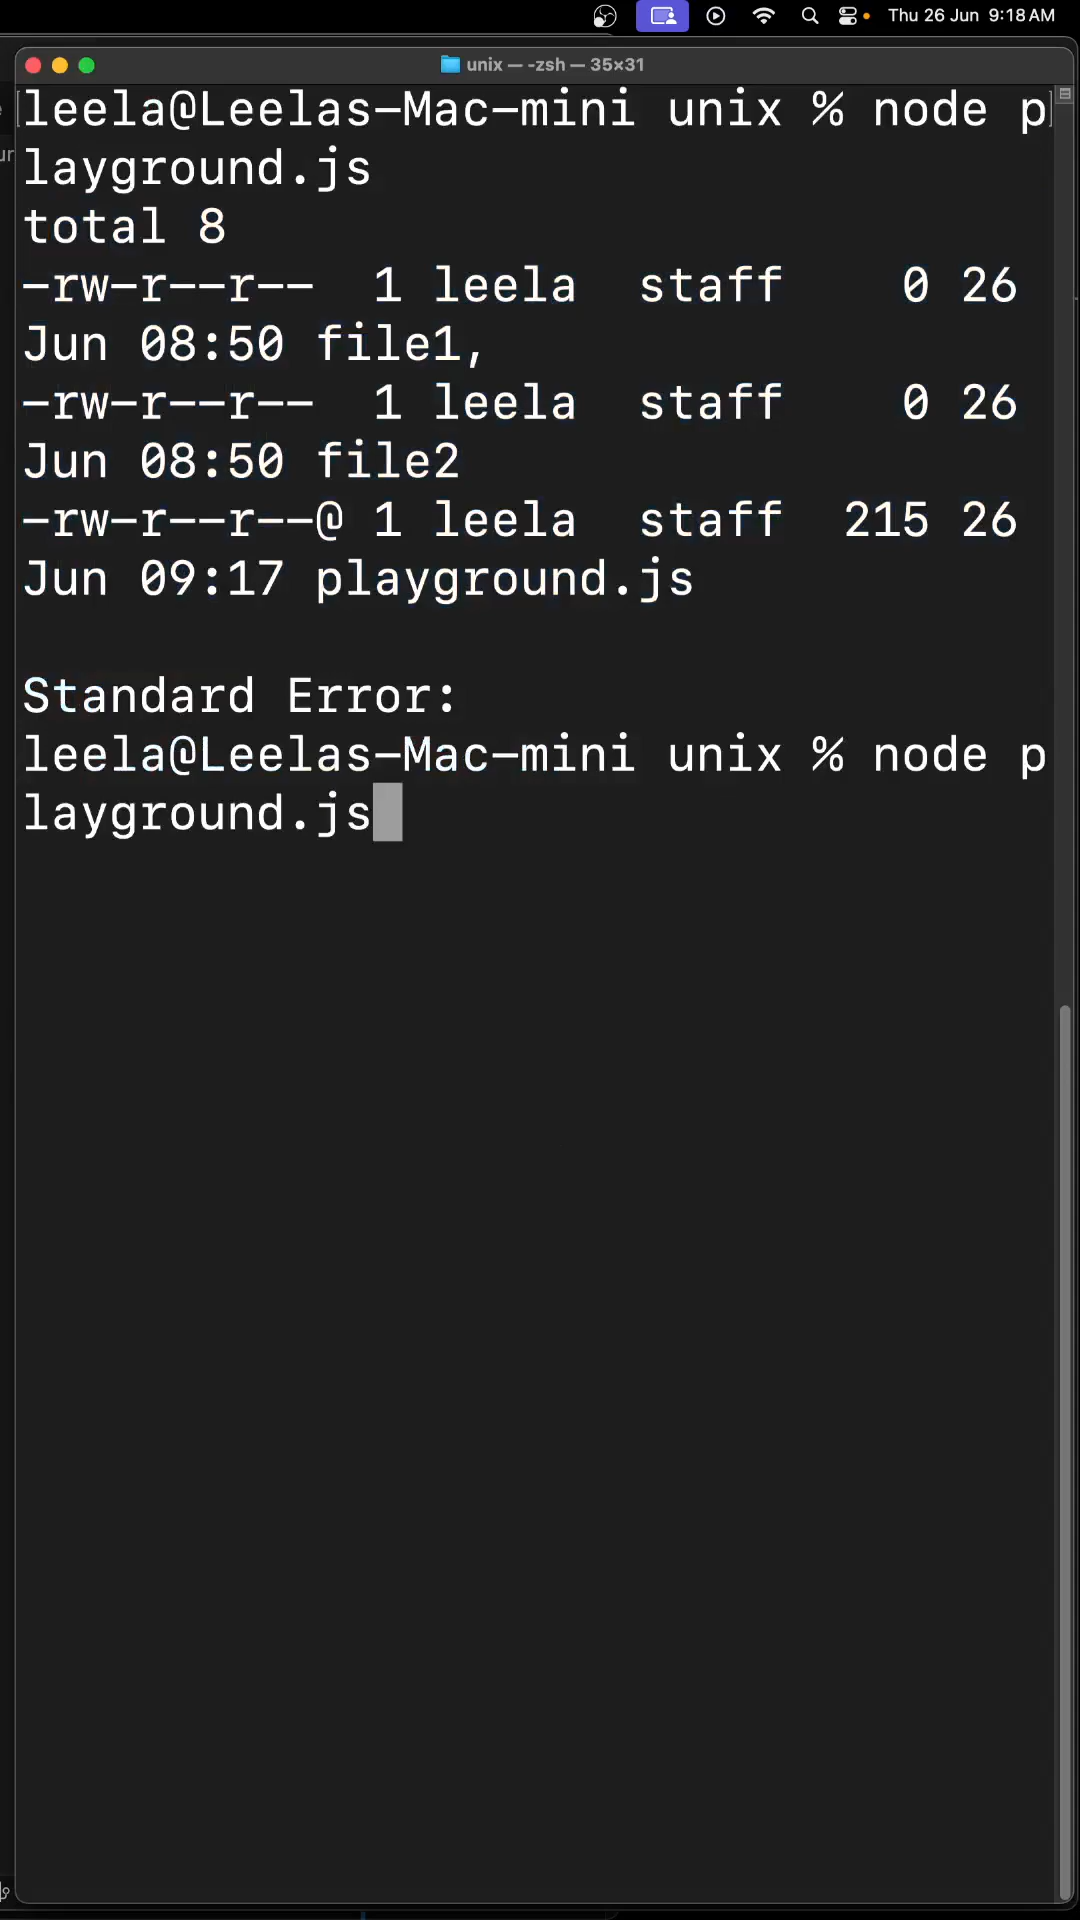 Thu 26 Jun 9:18 AM
unix — -zsh — 35×31
leela@Leelas-Mac-mini unix % node p
layground.js
total 8
-rw-r--r--  1 leela  staff    0 26
Jun 08:50 file1,
-rw-r--r--  1 leela  staff    0 26
Jun 08:50 file2
-rw-r--r--@ 1 leela  staff  215 26
Jun 09:17 playground.js

Standard Error:
leela@Leelas-Mac-mini unix % node p
layground.js